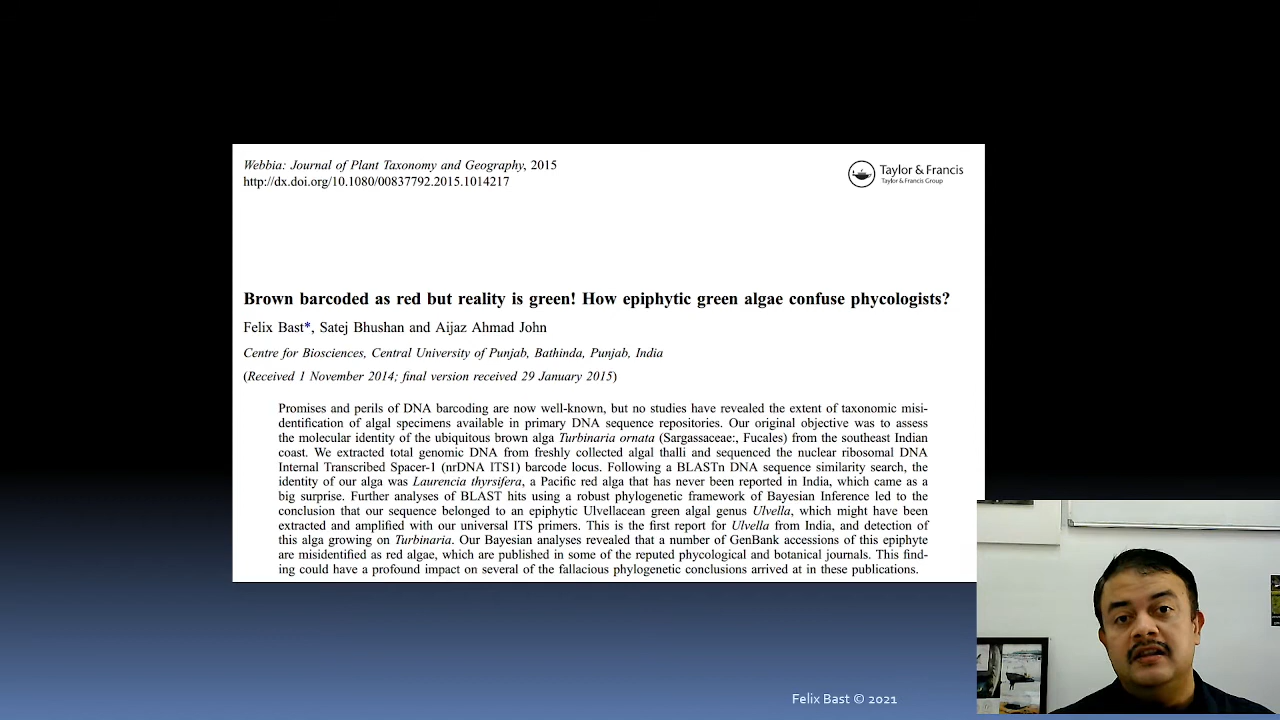 Webbia: Journal of Plant Taxonomy and Geography, 2015
http://dx.doi.org/10.1080/00837792.2015.1014217
Taylor & Francis
Taylor & Francis Group
Brown barcoded as red but reality is green! How epiphytic green algae confuse phycologists?
Felix Bast*, Satej Bhushan and Aijaz Ahmad John
Centre for Biosciences, Central University of Punjab, Bathinda, Punjab, India
(Received 1 November 2014; final version received 29 January 2015)
Promises and perils of DNA barcoding are now well-known, but no studies have revealed the extent of taxonomic misi-
dentification of algal specimens available in primary DNA sequence repositories. Our original objective was to assess
the molecular identity of the ubiquitous brown alga Turbinaria ornata (Sargassaceae:, Fucales) from the southeast Indian
coast. We extracted total genomic DNA from freshly collected algal thalli and sequenced the nuclear ribosomal DNA
Internal Transcribed Spacer-1 (nrDNA ITS1) barcode locus. Following a BLASTn DNA sequence similarity search, the
identity of our alga was Laurencia thyrsifera, a Pacific red alga that has never been reported in India, which came as a
big surprise. Further analyses of BLAST hits using a robust phylogenetic framework of Bayesian Inference led to the
conclusion that our sequence belonged to an epiphytic Ulvellacean green algal genus Ulvella, which might have been
extracted and amplified with our universal ITS primers. This is the first report for Ulvella from India, and detection of
this alga growing on Turbinaria. Our Bayesian analyses revealed that a number of GenBank accessions of this epiphyte
are misidentified as red algae, which are published in some of the reputed phycological and botanical journals. This find-
ing could have a profound impact on several of the fallacious phylogenetic conclusions arrived at in these publications.
Felix Bast © 2021